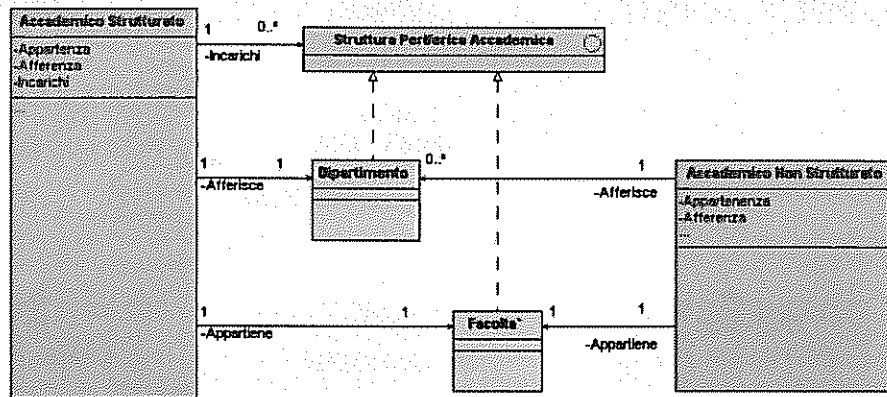 Accademico Strutturato
-Appartenza
-Afferenza
-Incarichi
...
1
0..*
-Incarichi
Struttura Periferica Accademica
1
1
-Afferisce
Dipartimento
0..*
1
-Afferisce
Accademico Non Strutturato
-Appartenenza
-Afferenza
...
1
1
-Appartiene
Facolta`
1
1
-Appartiene